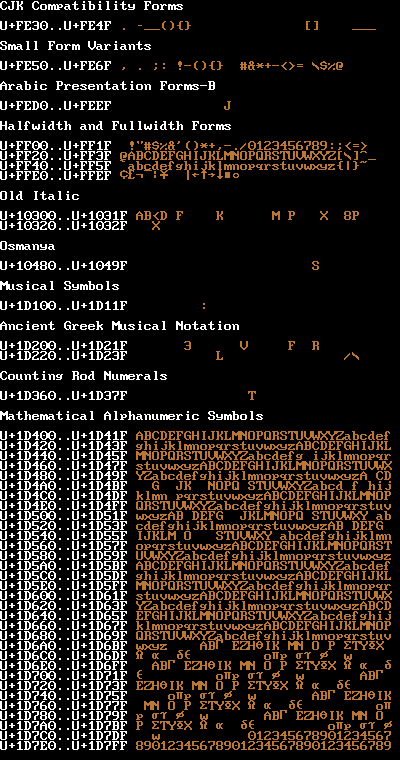 CJK Compatibility Forms
U+FE30..U+FE4F . -__(){} [] ___
Small Form Variants
U+FE50..U+FE6F , . ;: !-(){} #&*+-<>= \$%@
Arabic Presentation Forms-B
U+FED0..U+FEEF J
Halfwidth and Fullwidth Forms
U+FF00..U+FF1F !"#$%&'()*+,-./0123456789:;<=>
U+FF20..U+FF3F @ABCDEFGHIJKLMNOPQRSTUVWXYZ[\]^_
U+FF40..U+FF5F `abcdefghijklmnopqrstuvwxyz{|}~
U+FFE0..U+FFEF ¢£¬¯¦¥ |←↑→↓■○
Old Italic
U+10300..U+1031F AB<D F K M P X 8P
U+10320..U+1032F X
Osmanya
U+10480..U+1049F S
Musical Symbols
U+1D100..U+1D11F :
Ancient Greek Musical Notation
U+1D200..U+1D21F 3 V F R
U+1D220..U+1D23F L /\
Counting Rod Numerals
U+1D360..U+1D37F T
Mathematical Alphanumeric Symbols
U+1D400..U+1D41F ABCDEFGHIJKLMNOPQRSTUVWXYZabcdef
U+1D420..U+1D43F ghijklmnopqrstuvwxyzABCDEFGHIJKL
U+1D440..U+1D45F MNOPQRSTUVWXYZabcdefg ijklmnopqr
U+1D460..U+1D47F stuvwxyzABCDEFGHIJKLMNOPQRSTUVWX
U+1D480..U+1D49F YZabcdefghijklmnopqrstuvwxyzA CD
U+1D4A0..U+1D4BF G JK NOPQ STUVWXYZabcd f hij
U+1D4C0..U+1D4DF klmn pqrstuvwxyzABCDEFGHIJKLMNOP
U+1D4E0..U+1D4FF QRSTUVWXYZabcdefghijklmnopqrstuv
U+1D500..U+1D51F wxyzAB DEFG JKLMNOPQ STUVWXY ab
U+1D520..U+1D53F cdefghijklmnopqrstuvwxyzAB DEFG
U+1D540..U+1D55F IJKLM O STUVWXY abcdefghijklmn
U+1D560..U+1D57F opqrstuvwxyzABCDEFGHIJKLMNOPQRST
U+1D580..U+1D59F UVWXYZabcdefghijklmnopqrstuvwxyz
U+1D5A0..U+1D5BF ABCDEFGHIJKLMNOPQRSTUVWXYZabcdef
U+1D5C0..U+1D5DF ghijklmnopqrstuvwxyzABCDEFGHIJKL
U+1D5E0..U+1D5FF MNOPQRSTUVWXYZabcdefghijklmnopqr
U+1D600..U+1D61F stuvwxyzABCDEFGHIJKLMNOPQRSTUVWX
U+1D620..U+1D63F YZabcdefghijklmnopqrstuvwxyzABCD
U+1D640..U+1D65F EFGHIJKLMNOPQRSTUVWXYZabcdefghij
U+1D660..U+1D67F klmnopqrstuvwxyzABCDEFGHIJKLMNOP
U+1D680..U+1D69F QRSTUVWXYZabcdefghijklmnopqrstuv
U+1D6A0..U+1D6BF wxyz ABΓ EZHΘIK MN O P ΣTYΦX
U+1D6C0..U+1D6DF Ω α δε οπρ στ φ ω
U+1D6E0..U+1D6FF ABΓ EZHΘIK MN O P ΣTYΦX Ω α δ
U+1D700..U+1D71F ε οπρ στ φ ω ABΓ
U+1D720..U+1D73F EZHΘIK MN O P ΣTYΦX Ω α δε
U+1D740..U+1D75F οπρ στ φ ω ABΓ EZHΘIK
U+1D760..U+1D77F MN O P ΣTYΦX Ω α δε οπ
U+1D780..U+1D79F ρ στ φ ω ABΓ EZHΘIK MN O
U+1D7A0..U+1D7BF P ΣTYΦX Ω α δε οπρ στ φ
U+1D7C0..U+1D7DF ω 012345678901234567
U+1D7E0..U+1D7FF 89012345678901234567890123456789